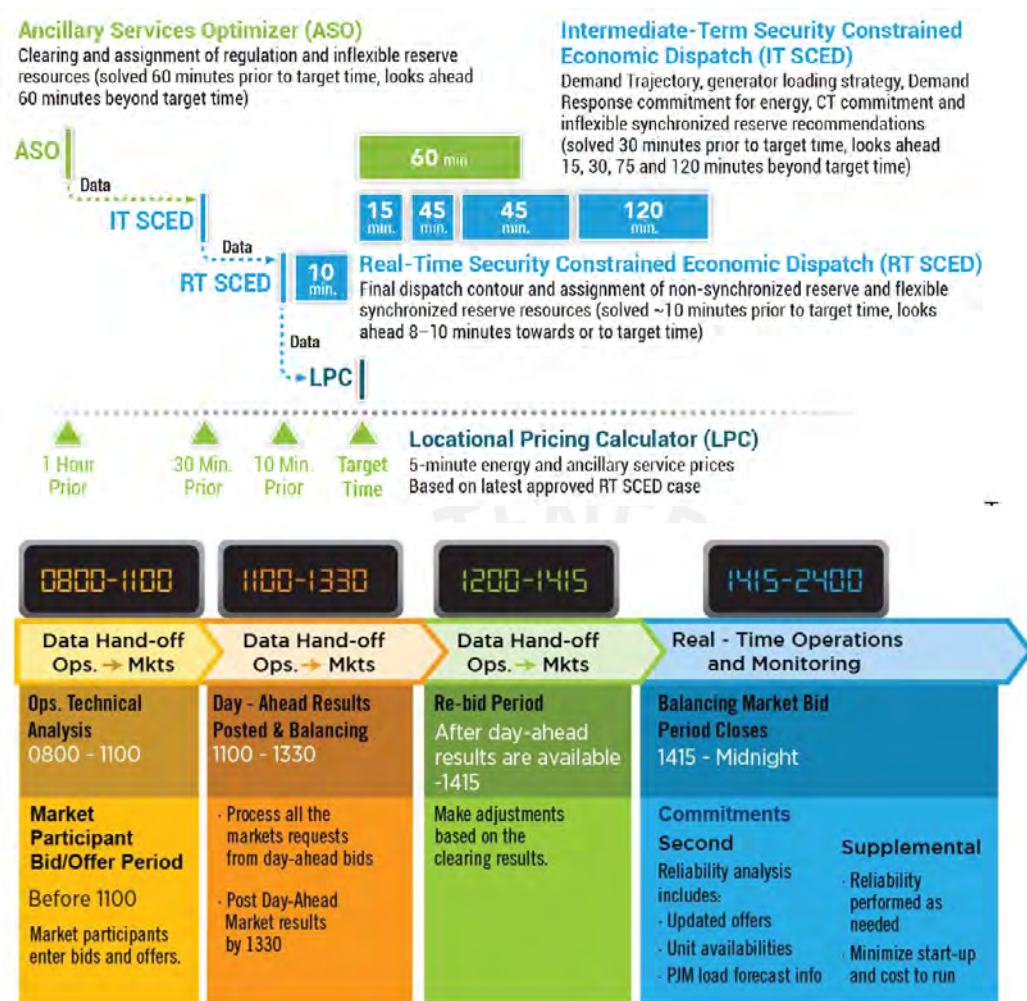 Ancillary Services Optimizer (ASO)
Clearing and assignment of regulation and inflexible reserve
resources (solved 60 minutes prior to target time, looks ahead
60 minutes beyond target time)
Intermediate-Term Security Constrained
Economic Dispatch (IT SCED)
Demand Trajectory, generator loading strategy, Demand
Response commitment for energy, CT commitment and
inflexible synchronized reserve recommendations
(solved 30 minutes prior to target time, looks ahead
15, 30, 75 and 120 minutes beyond target time)
ASO
60 min
Data
IT SCED
15 min.
45 min.
45 min.
120 min.
Data
RT SCED
10 min.
Real-Time Security Constrained Economic Dispatch (RT SCED)
Final dispatch contour and assignment of non-synchronized reserve and flexible
synchronized reserve resources (solved ~10 minutes prior to target time, looks
ahead 8–10 minutes towards or to target time)
Data
LPC
1 Hour
Prior
30 Min.
Prior
10 Min.
Prior
Target
Time
Locational Pricing Calculator (LPC)
5-minute energy and ancillary service prices
Based on latest approved RT SCED case
0800-1100
1100-1330
1200-1415
1415-2400
Data Hand-off
Ops. → Mkts
Data Hand-off
Ops. → Mkts
Data Hand-off
Ops. → Mkts
Real - Time Operations
and Monitoring
Ops. Technical
Analysis
0800 - 1100
Market
Participant
Bid/Offer Period
Before 1100
Market participants
enter bids and offers.
Day - Ahead Results
Posted & Balancing
1100 - 1330
· Process all the
markets requests
from day-ahead bids
· Post Day-Ahead
Market results
by 1330
Re-bid Period
After day-ahead
results are available
-1415
Make adjustments
based on the
clearing results.
Balancing Market Bid
Period Closes
1415 - Midnight
Commitments
Second
Reliability analysis
includes:
· Updated offers
· Unit availabilities
· PJM load forecast info
Supplemental
· Reliability
performed as
needed
· Minimize start-up
and cost to run